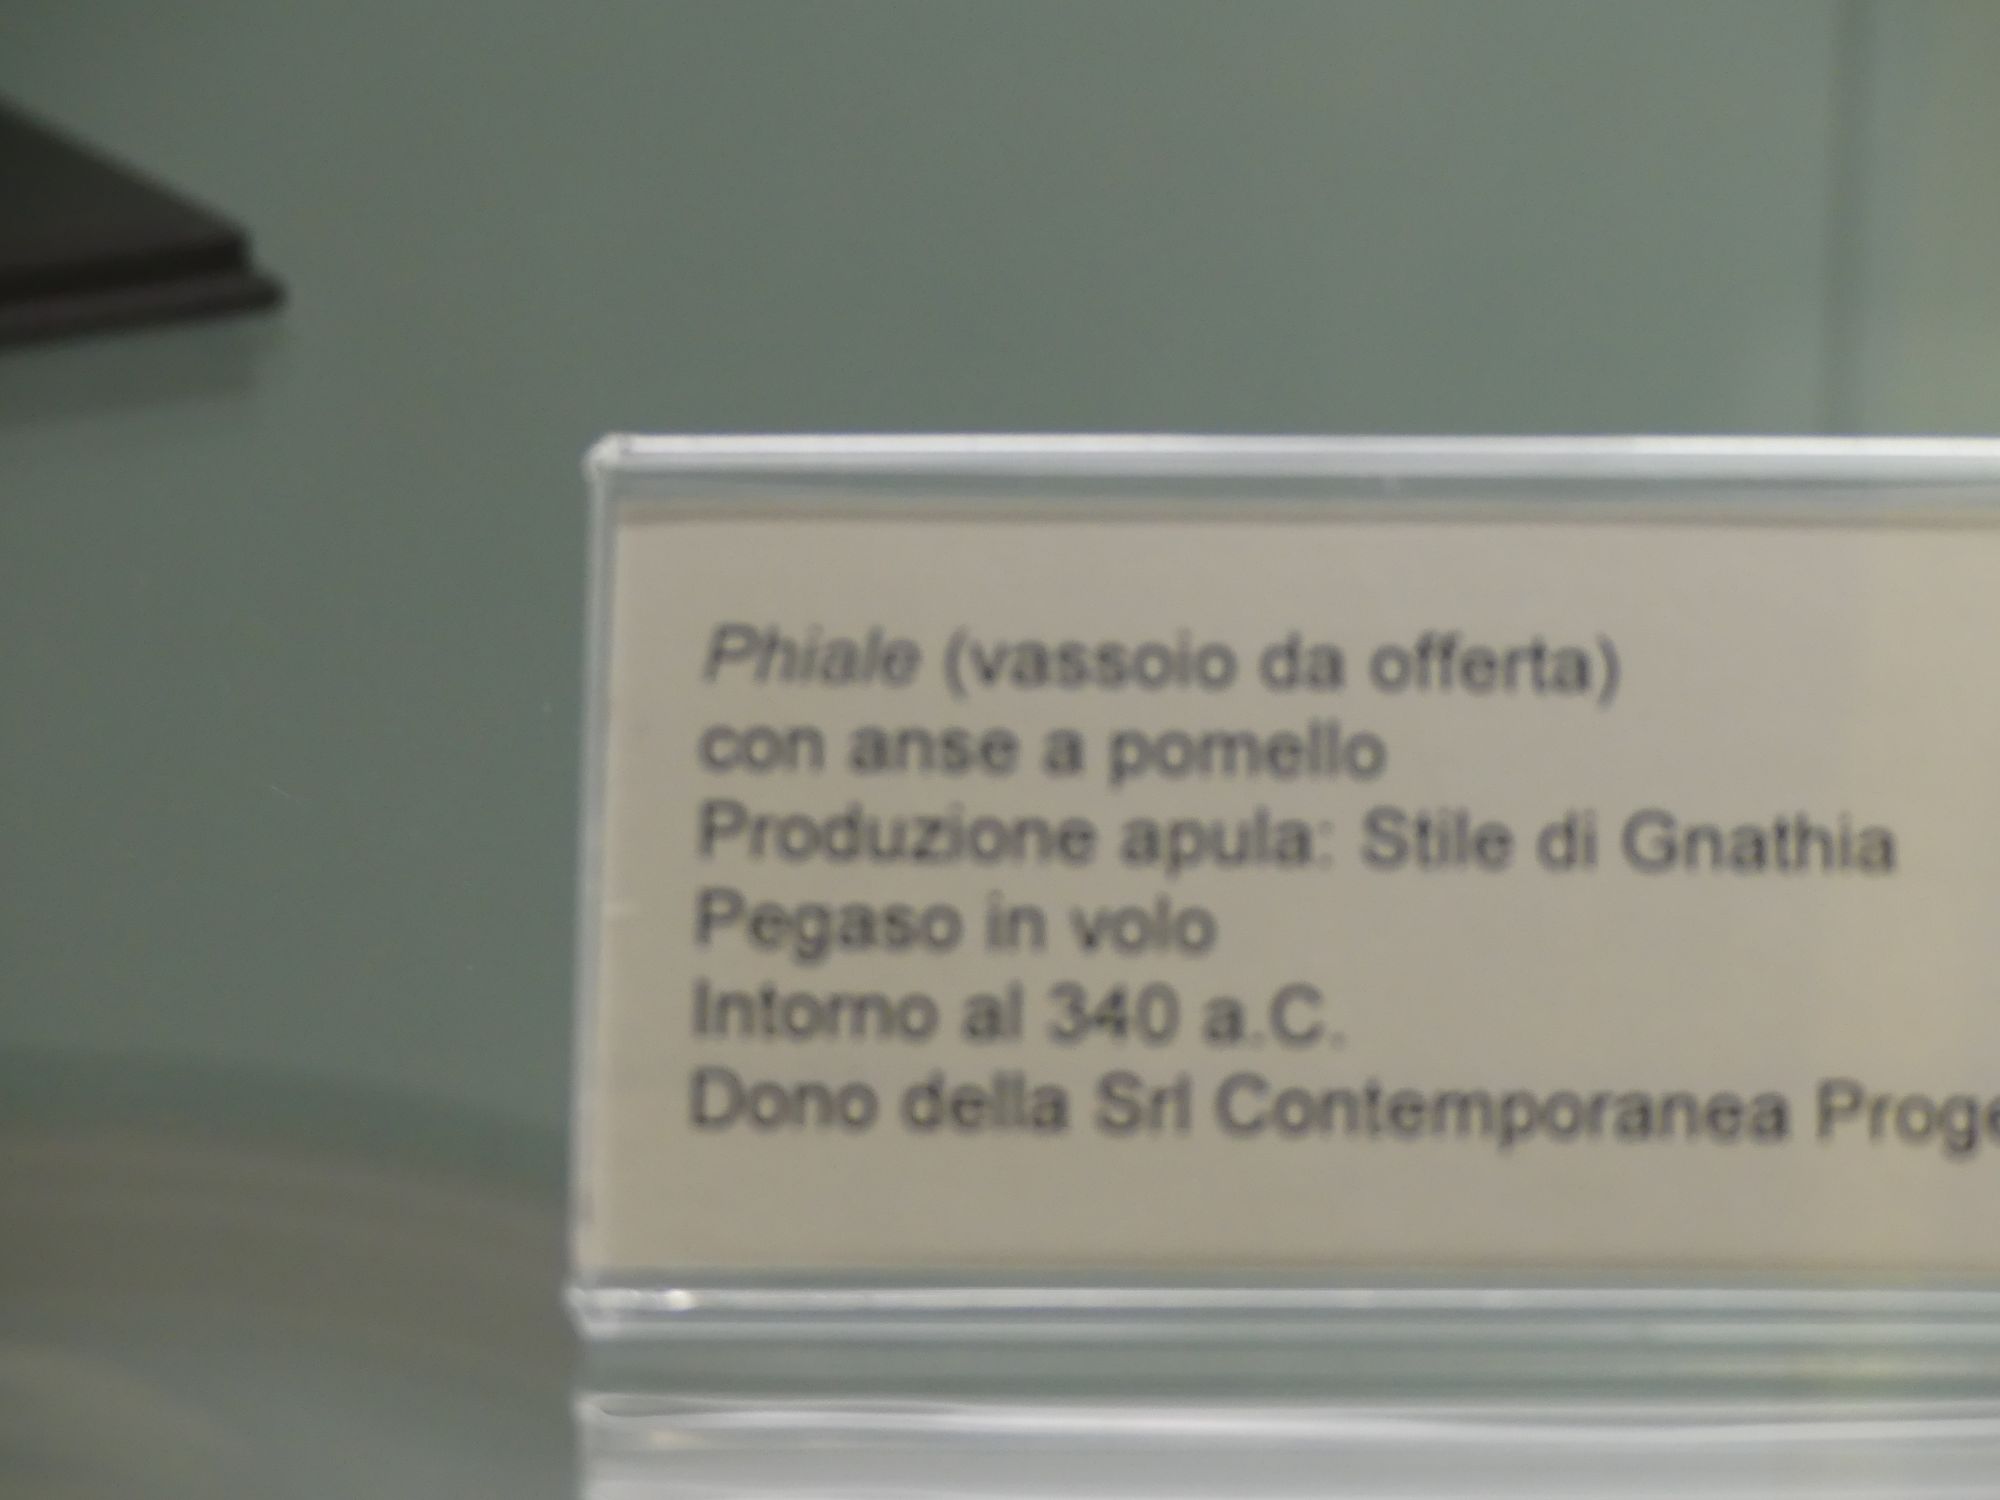 Phiale (vassoio da offerta)
con anse a pomello
Produzione apula: Stile di Gnathia
Pegaso in volo
Intorno al 340 a.C.
Dono della Srl Contemporanea Proge